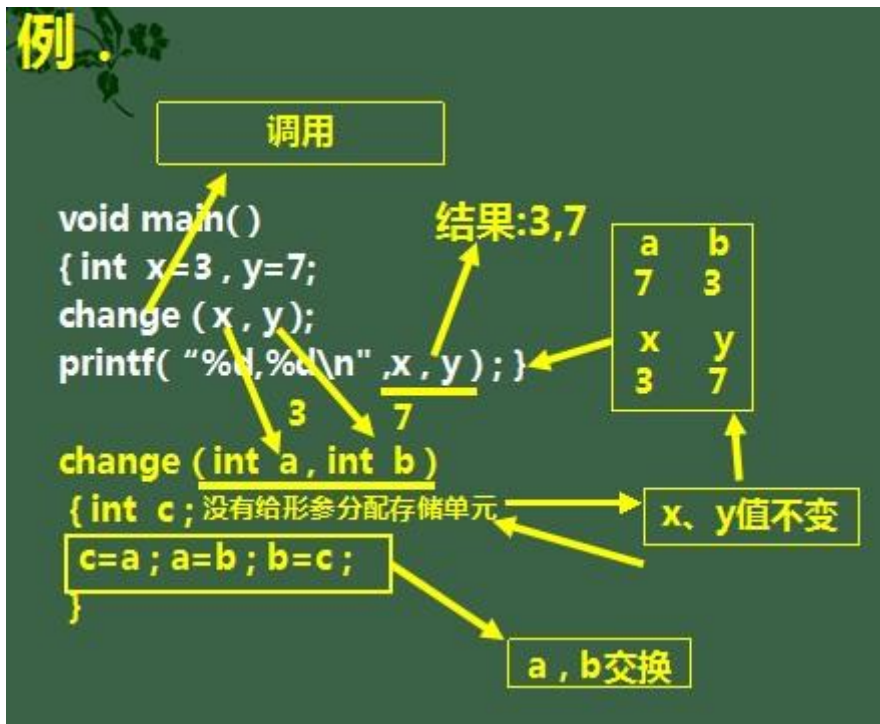 例.
调用
void main( )
{ int x=3 , y=7;
change ( x , y );
printf( “%d,%d\n" ,x , y ) ; }
结果:3,7
a b
7 3
x y
3 7
3 7
change ( int a , int b )
{ int c ; 没有给形参分配存储单元
c=a ; a=b ; b=c ;
}
x、y值不变
a , b交换